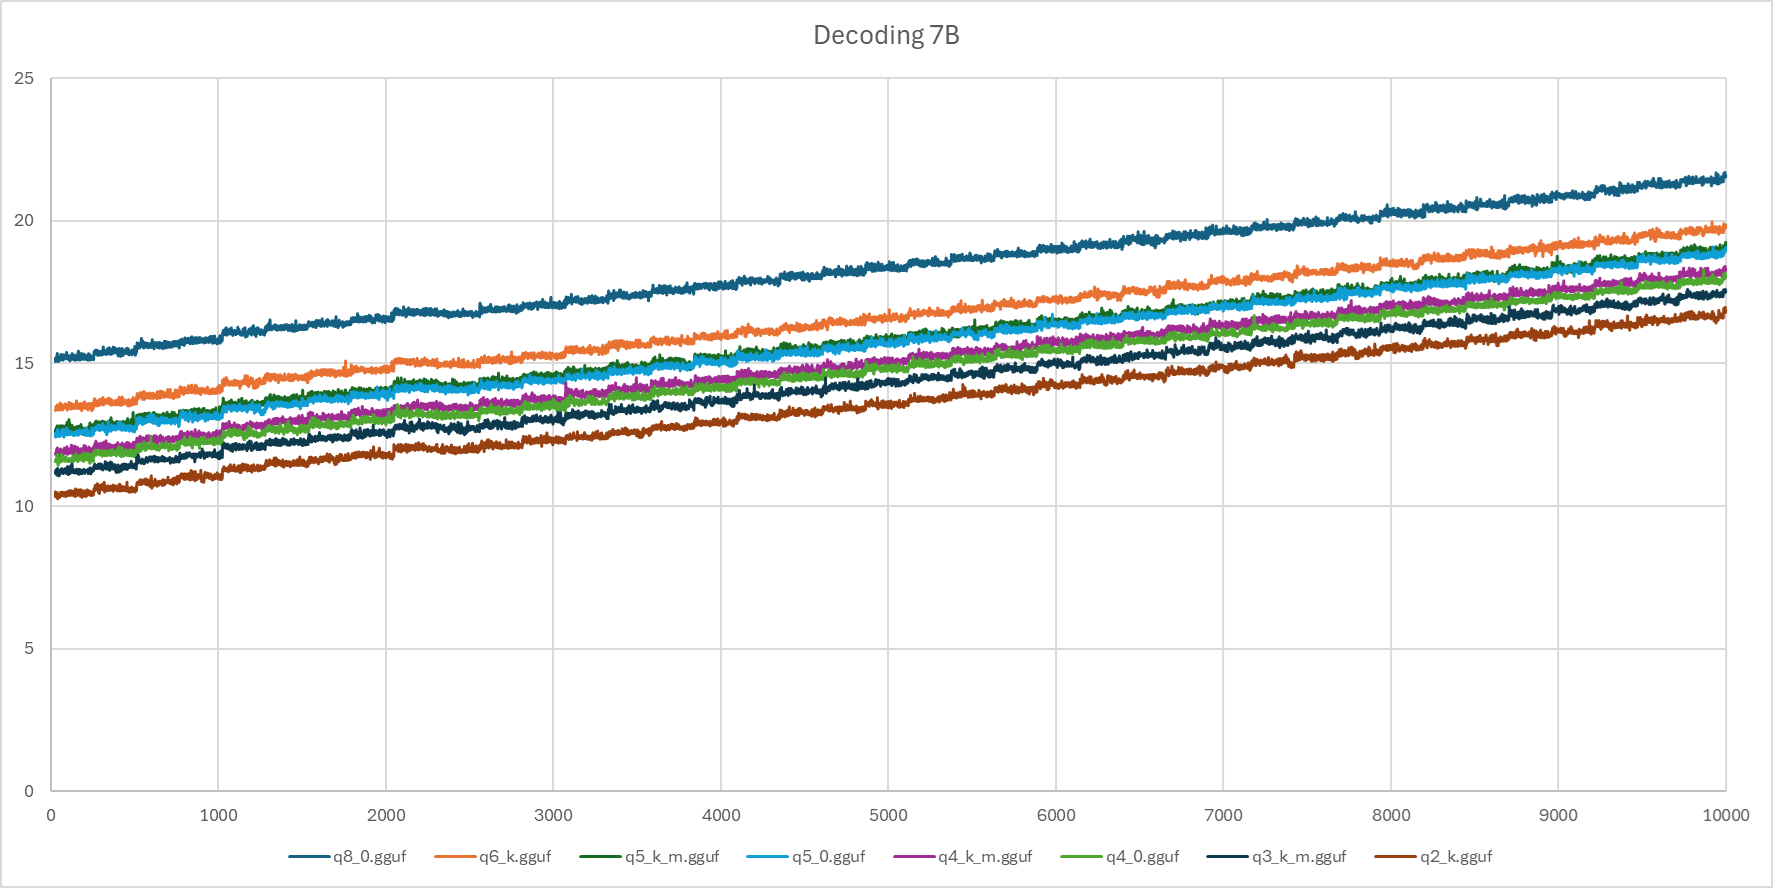 Decoding 7B
25
20
15
10
5
0
0 1000 2000 3000 4000 5000 6000 7000 8000 9000 10000
q8_0.gguf q6_k.gguf q5_k_m.gguf q5_0.gguf q4_k_m.gguf q4_0.gguf q3_k_m.gguf q2_k.gguf